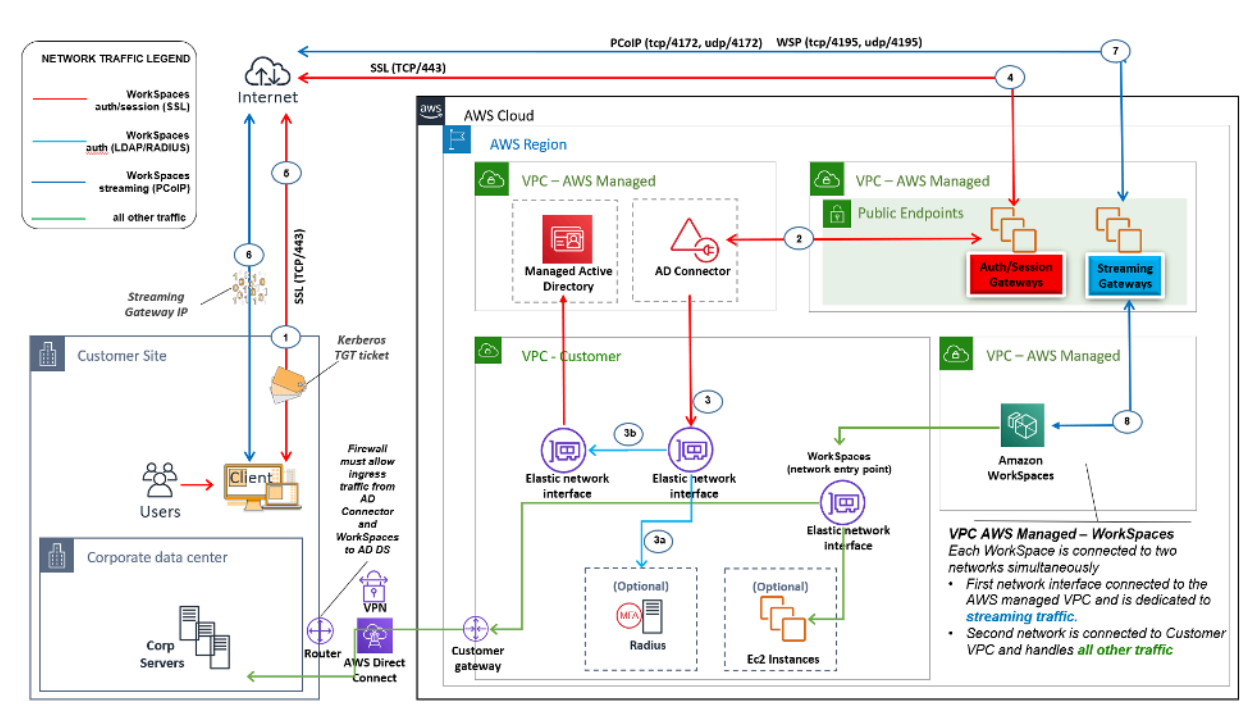 NETWORK TRAFFIC LEGEND
WorkSpaces
auth/session (SSL)
WorkSpaces
auth (LDAP/RADIUS)
WorkSpaces
streaming (PCoIP)
all other traffic
Internet
PCoIP (tcp/4172, udp/4172) WSP (tcp/4195, udp/4195)
7
SSL (TCP/443)
4
aws
AWS Cloud
AWS Region
VPC – AWS Managed
Managed Active
Directory
AD Connector
2
VPC – AWS Managed
Public Endpoints
Auth/Session
Gateways
Streaming
Gateways
5
6
SSL (TCP/443)
Streaming
Gateway IP
1
Kerberos
TGT ticket
Customer Site
Users
Client
Firewall
must allow
ingress
traffic from
AD
Connector
and
WorkSpaces
to AD DS
Corporate data center
Corp
Servers
Router
VPN
AWS Direct
Connect
VPC - Customer
3
3b
Elastic network
interface
Elastic network
interface
3a
WorkSpaces
(network entry point)
Elastic network
interface
Customer
gateway
(Optional)
MFA
Radius
(Optional)
Ec2 Instances
VPC – AWS Managed
8
Amazon
WorkSpaces
VPC AWS Managed – WorkSpaces
Each WorkSpace is connected to two
networks simultaneously
• First network interface connected to the
AWS managed VPC and is dedicated to
streaming traffic.
• Second network is connected to Customer
VPC and handles all other traffic